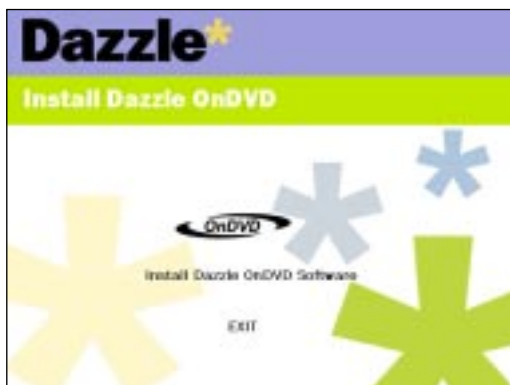 Dazzle*
Install Dazzle OnDVD
OnDVD
Install Dazzle OnDVD Software
EXIT